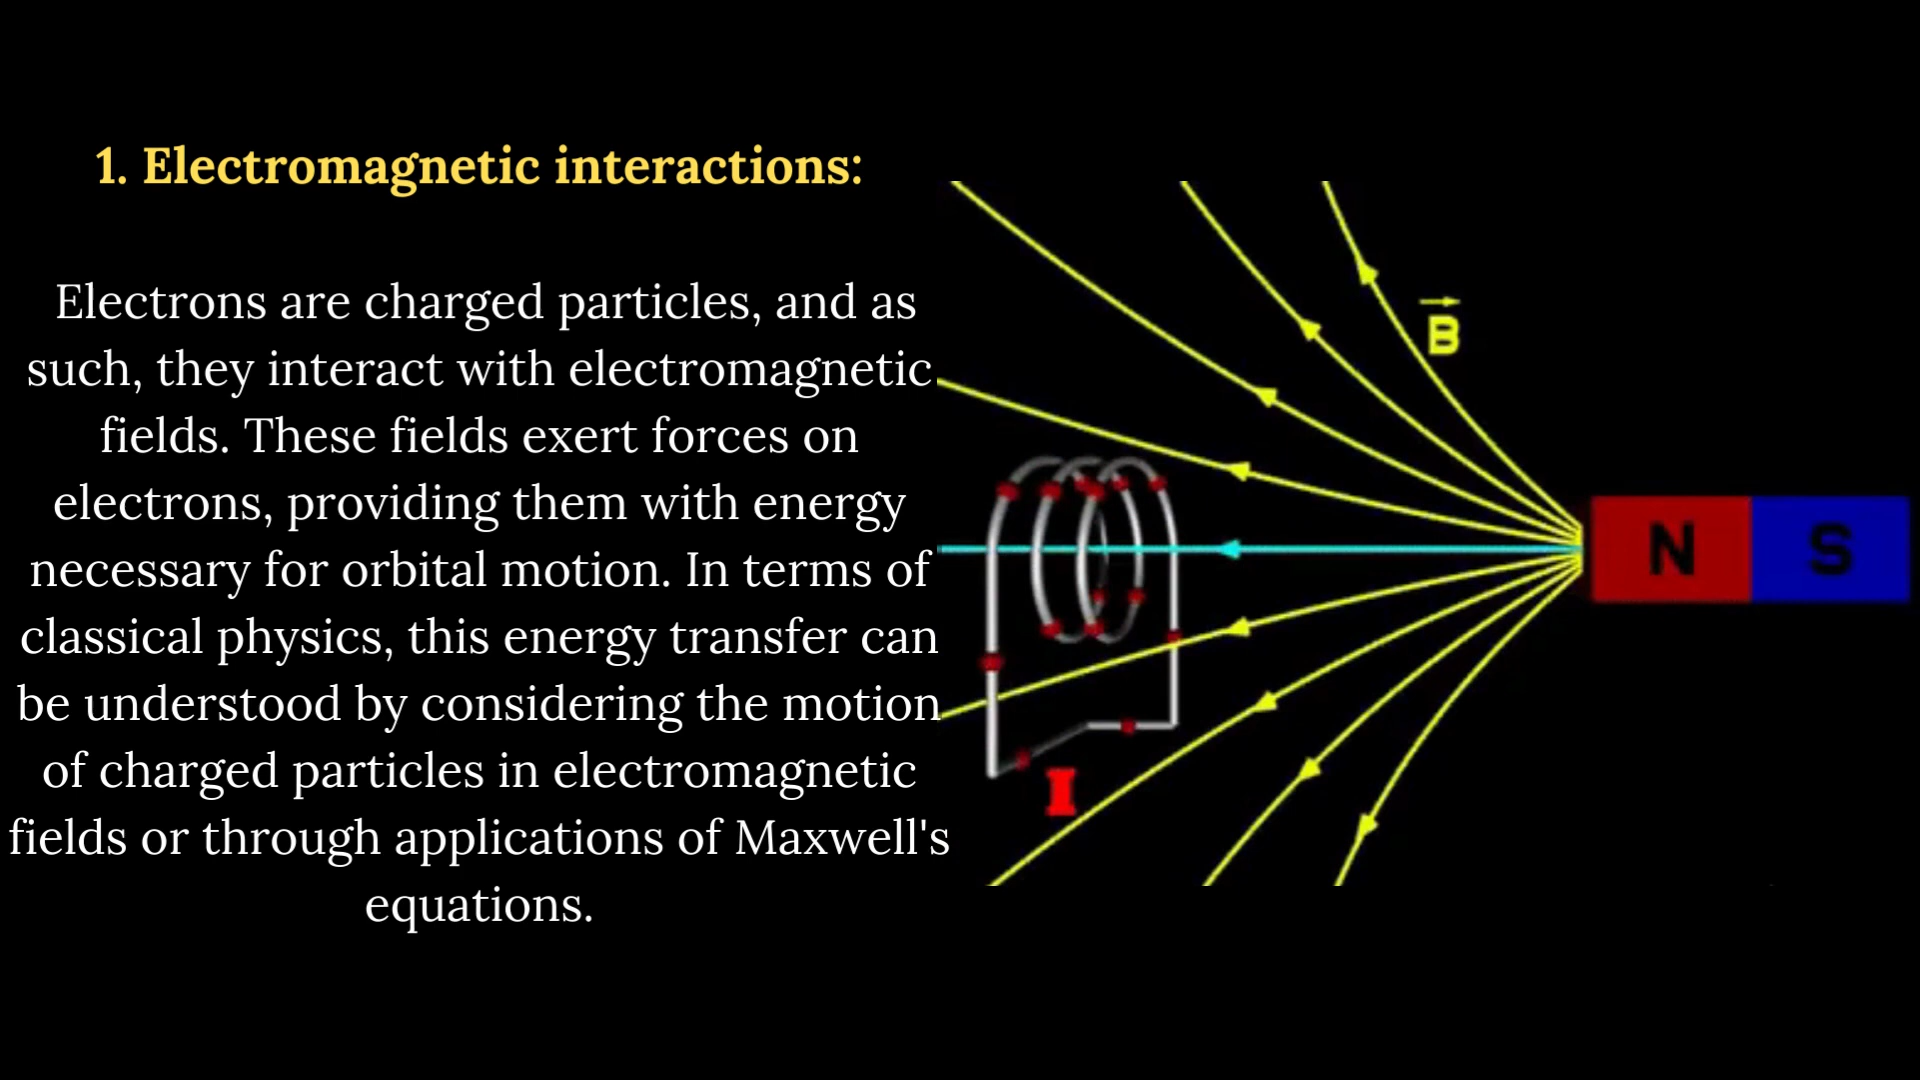 1. Electromagnetic interactions:
Electrons are charged particles, and as
such, they interact with electromagnetic
fields. These fields exert forces on
electrons, providing them with energy
necessary for orbital motion. In terms of
classical physics, this energy transfer can
be understood by considering the motion
of charged particles in electromagnetic
fields or through applications of Maxwell's
equations.
B
N S
I